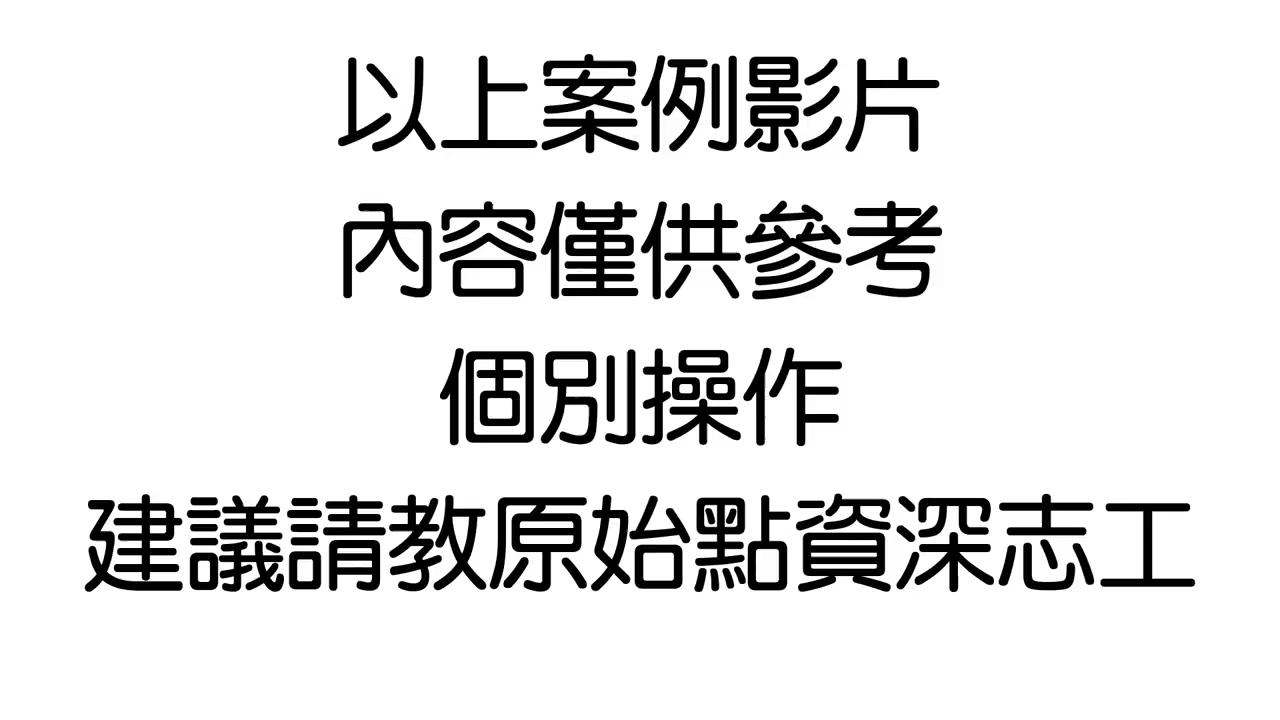 以上案例影片
內容僅供參考
個別操作
建議請教原始點資深志工